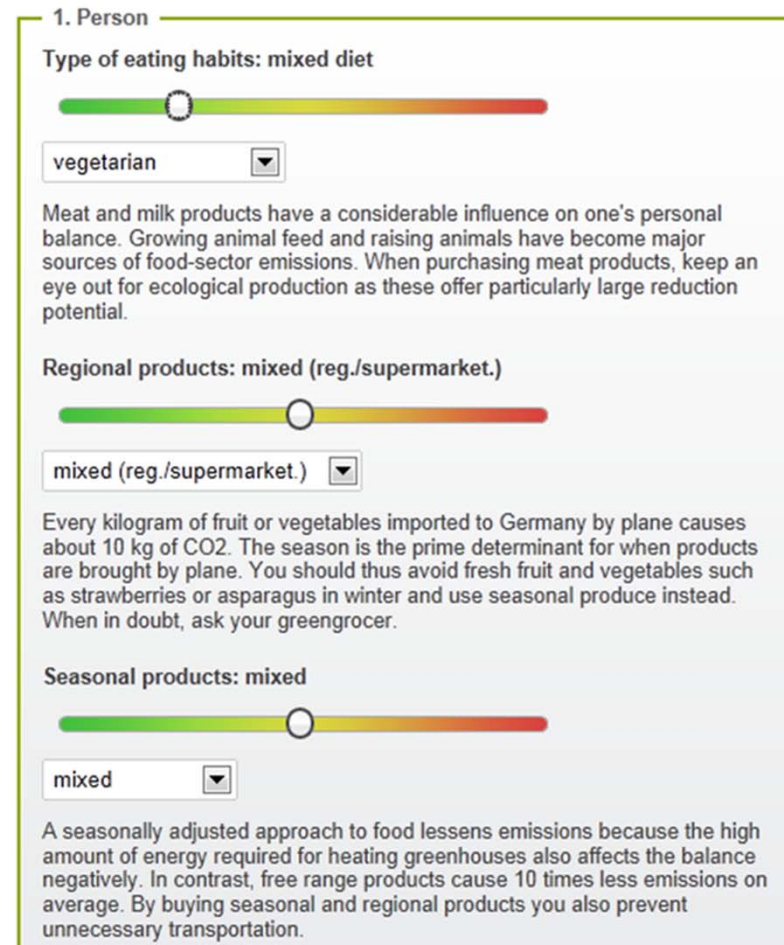 1. Person
Type of eating habits: mixed diet
vegetarian
Meat and milk products have a considerable influence on one's personal
balance. Growing animal feed and raising animals have become major
sources of food-sector emissions. When purchasing meat products, keep an
eye out for ecological production as these offer particularly large reduction
potential.
Regional products: mixed (reg./supermarket.)
mixed (reg./supermarket.)
Every kilogram of fruit or vegetables imported to Germany by plane causes
about 10 kg of CO2. The season is the prime determinant for when products
are brought by plane. You should thus avoid fresh fruit and vegetables such
as strawberries or asparagus in winter and use seasonal produce instead.
When in doubt, ask your greengrocer.
Seasonal products: mixed
mixed
A seasonally adjusted approach to food lessens emissions because the high
amount of energy required for heating greenhouses also affects the balance
negatively. In contrast, free range products cause 10 times less emissions on
average. By buying seasonal and regional products you also prevent
unnecessary transportation.